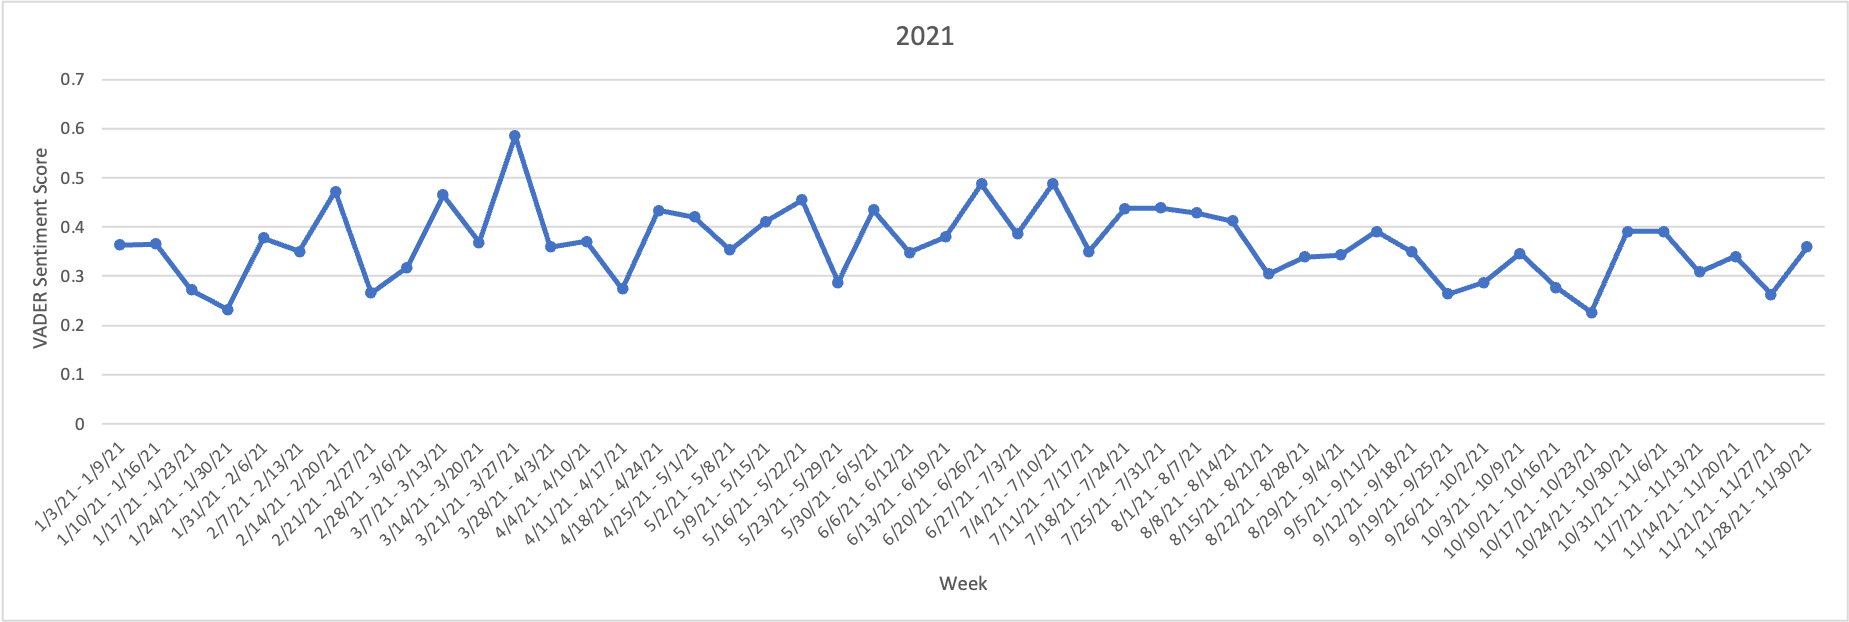 2021
VADER Sentiment Score
0.7
0.6
0.5
0.4
0.3
0.2
0.1
0
1/3/21 - 1/9/21
1/10/21 - 1/16/21
1/17/21 - 1/23/21
1/24/21 - 1/30/21
1/31/21 - 2/6/21
2/7/21 - 2/13/21
2/14/21 - 2/20/21
2/21/21 - 2/27/21
2/28/21 - 3/6/21
3/7/21 - 3/13/21
3/14/21 - 3/20/21
3/21/21 - 3/27/21
3/28/21 - 4/3/21
4/4/21 - 4/10/21
4/11/21 - 4/17/21
4/18/21 - 4/24/21
4/25/21 - 5/1/21
5/2/21 - 5/8/21
5/9/21 - 5/15/21
5/16/21 - 5/22/21
5/23/21 - 5/29/21
5/30/21 - 6/5/21
6/6/21 - 6/12/21
6/13/21 - 6/19/21
6/20/21 - 6/26/21
6/27/21 - 7/3/21
7/4/21 - 7/10/21
7/11/21 - 7/17/21
7/18/21 - 7/24/21
7/25/21 - 7/31/21
8/1/21 - 8/7/21
8/8/21 - 8/14/21
8/15/21 - 8/21/21
8/22/21 - 8/28/21
8/29/21 - 9/4/21
9/5/21 - 9/11/21
9/12/21 - 9/18/21
9/19/21 - 9/25/21
9/26/21 - 10/2/21
10/3/21 - 10/9/21
10/10/21 - 10/16/21
10/17/21 - 10/23/21
10/24/21 - 10/30/21
10/31/21 - 11/6/21
11/7/21 - 11/13/21
11/14/21 - 11/20/21
11/21/21 - 11/27/21
11/28/21 - 11/30/21
Week